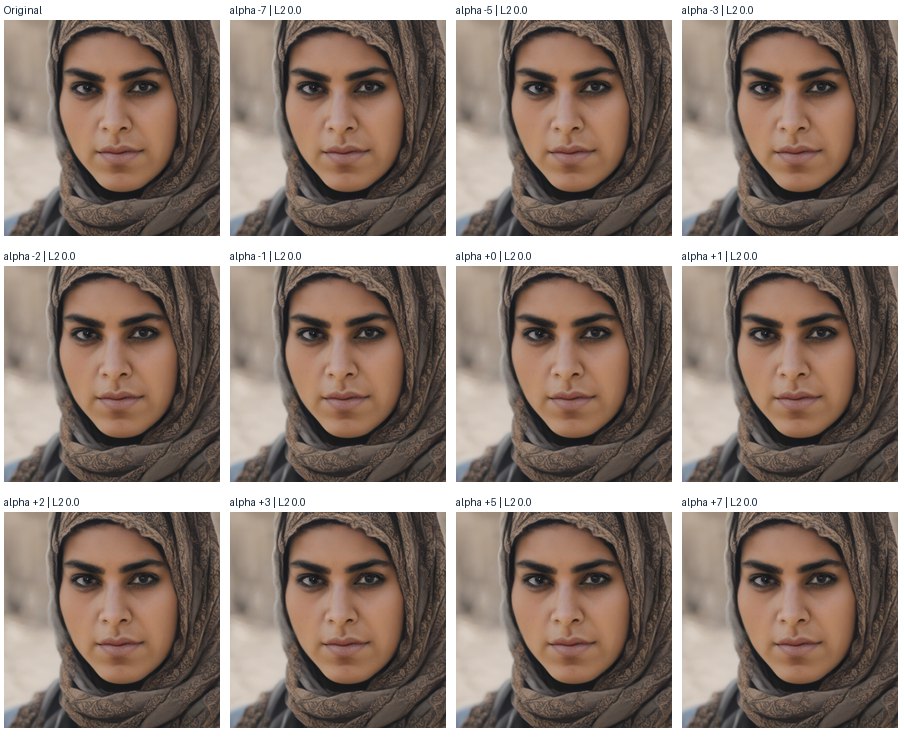 Original
alpha -7 | L2 0.0
alpha -5 | L2 0.0
alpha -3 | L2 0.0
alpha -2 | L2 0.0
alpha -1 | L2 0.0
alpha +0 | L2 0.0
alpha +1 | L2 0.0
alpha +2 | L2 0.0
alpha +3 | L2 0.0
alpha +5 | L2 0.0
alpha +7 | L2 0.0